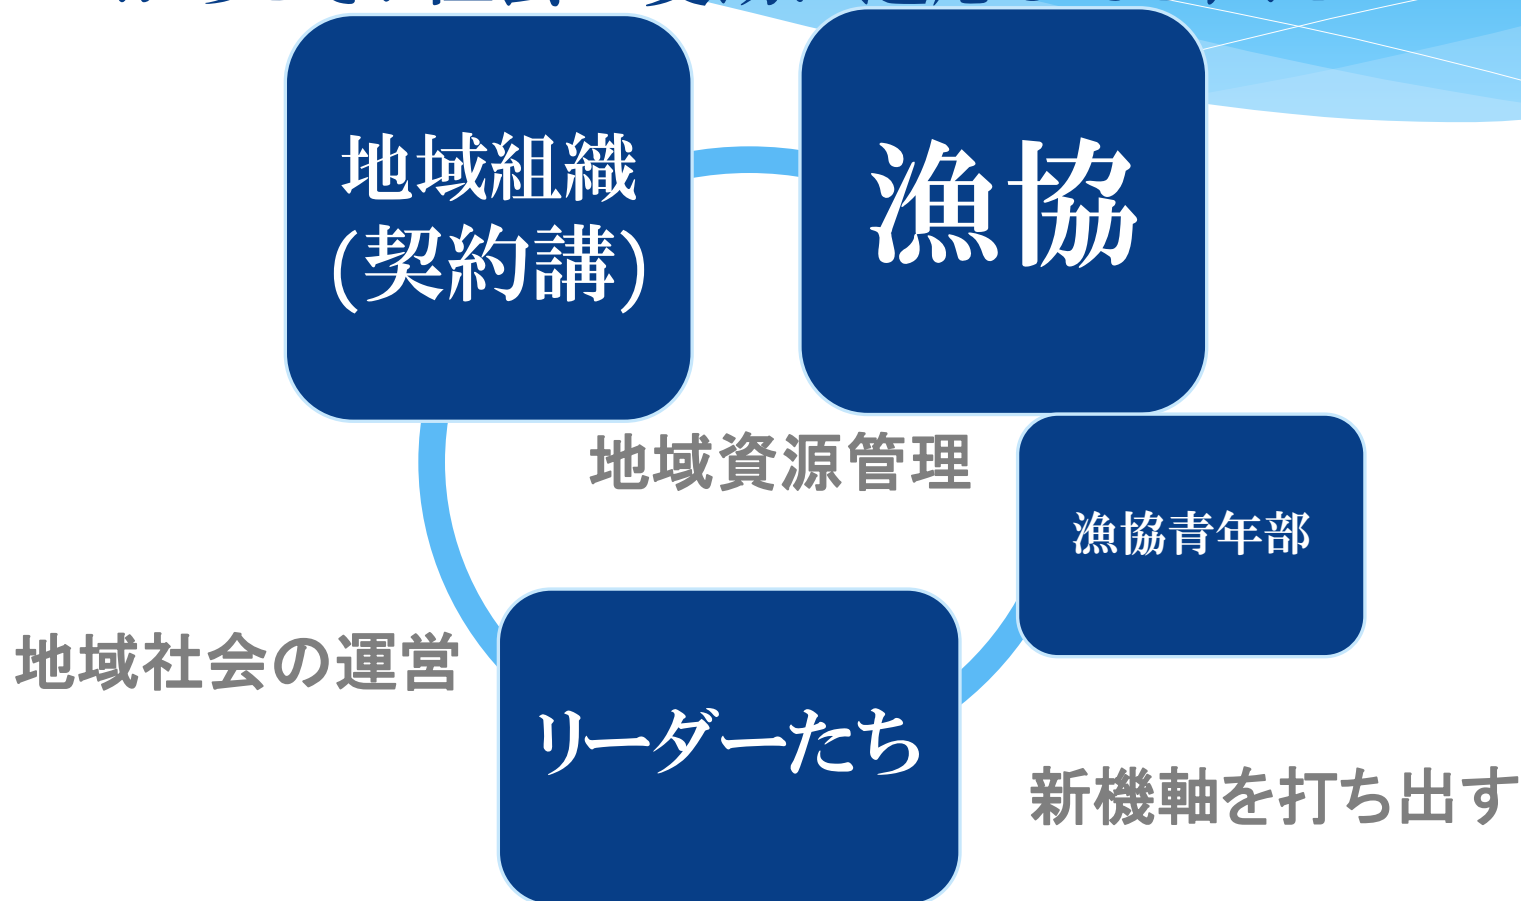 地域組織
(契約講)
漁協
地域資源管理
漁協青年部
地域社会の運営
リーダーたち
新機軸を打ち出す